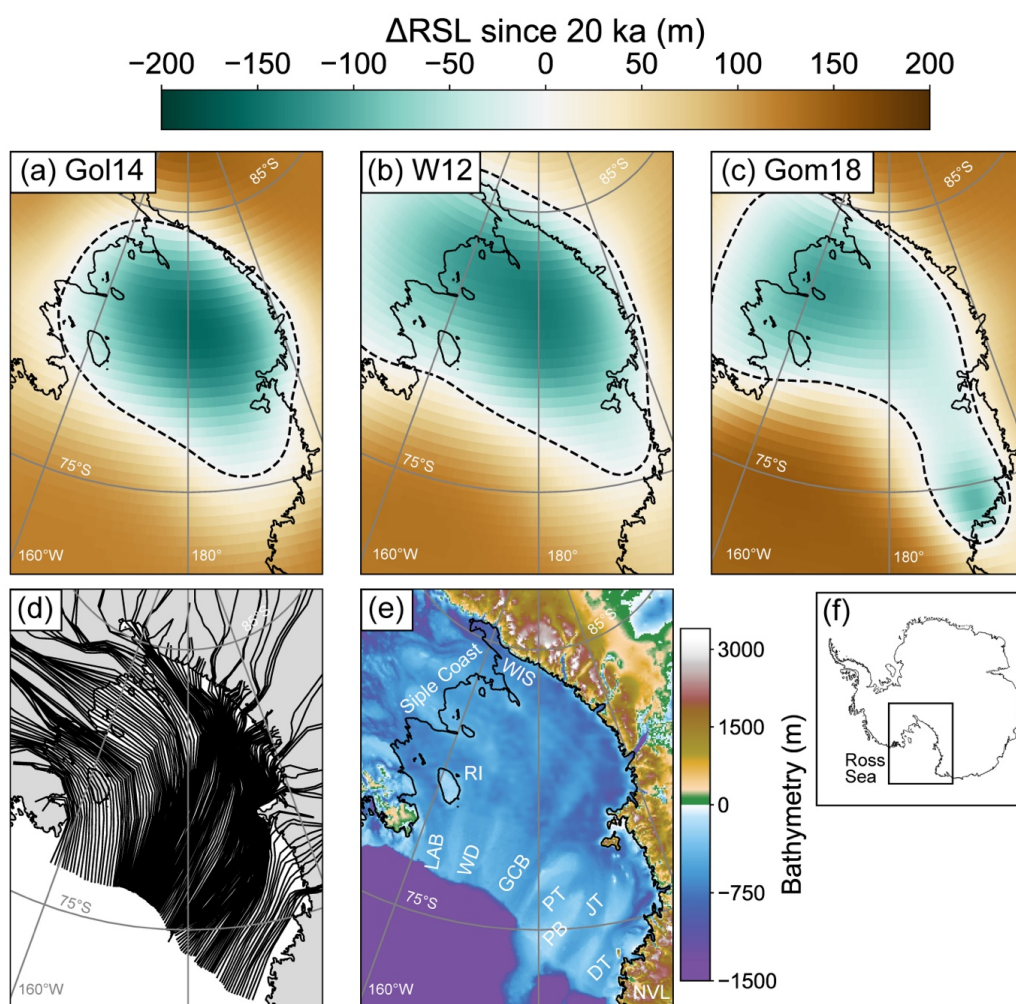 ΔRSL since 20 ka (m)
−200 −150 −100 −50 0 50 100 150 200
(a) Gol14
85°S
75°S
160°W
180°
(b) W12
85°S
75°S
160°W
180°
(c) Gom18
85°S
75°S
160°W
180°
(d)
85°S
75°S
160°W
(e)
85°S
Siple Coast
WIS
RI
LAB
WD
GCB
PT
JT
PB
DT
NVL
75°S
160°W
3000
1500
0
−750
−1500
Bathymetry (m)
(f)
Ross
Sea